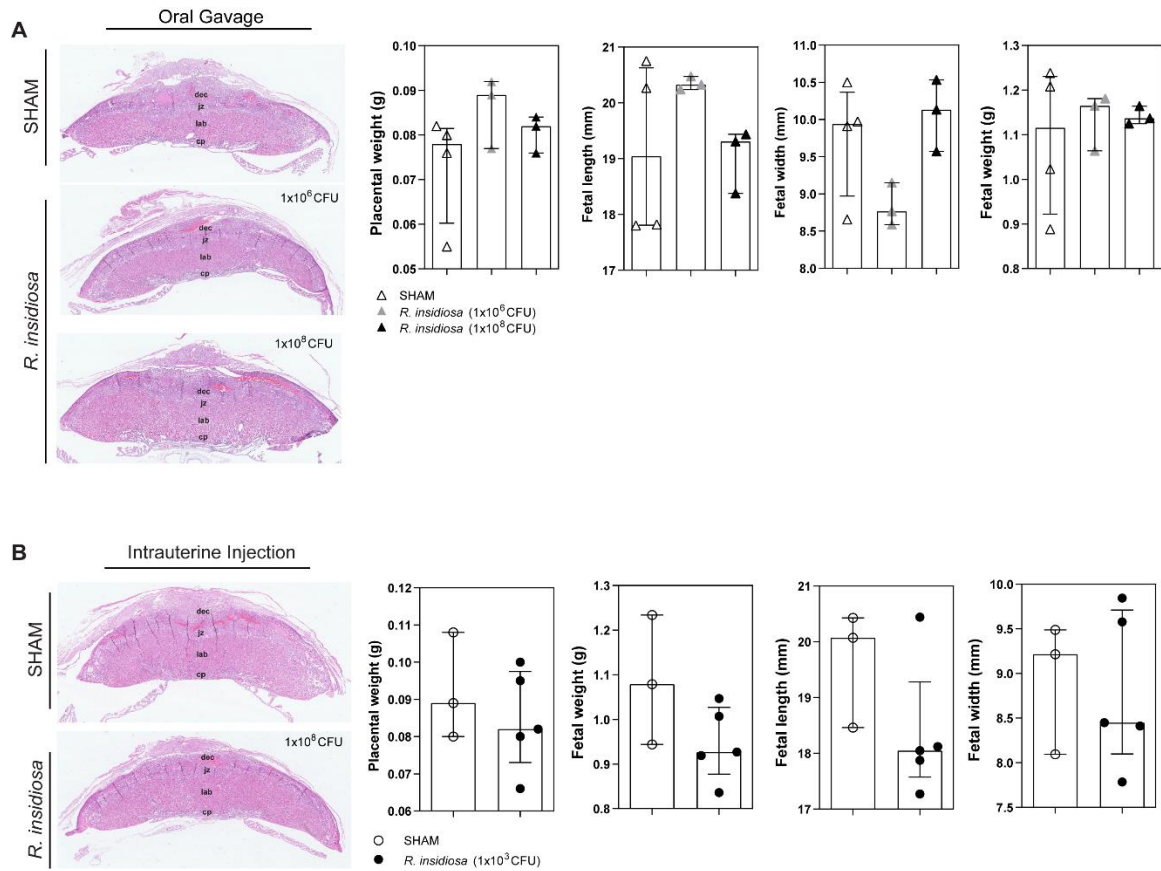 A
Oral Gavage
SHAM
dec
jz
lab
cp
R. insidiosa
1x10⁶CFU
dec
jz
lab
cp
1x10⁸CFU
dec
jz
lab
cp
Placental weight (g)
0.10
0.09
0.08
0.07
0.06
0.05
Fetal length (mm)
21
20
19
18
17
Fetal width (mm)
11.0
10.5
10.0
9.5
9.0
8.5
8.0
Fetal weight (g)
1.3
1.2
1.1
1.0
0.9
0.8
SHAM
R. insidiosa (1x10⁶CFU)
R. insidiosa (1x10⁸CFU)
B
Intrauterine Injection
SHAM
dec
jz
lab
cp
R. insidiosa
1x10⁸CFU
dec
jz
lab
cp
Placental weight (g)
0.12
0.11
0.10
0.09
0.08
0.07
0.06
Fetal weight (g)
1.3
1.2
1.1
1.0
0.9
0.8
Fetal length (mm)
21
20
19
18
17
Fetal width (mm)
10.0
9.5
9.0
8.5
8.0
7.5
SHAM
R. insidiosa (1x10³CFU)